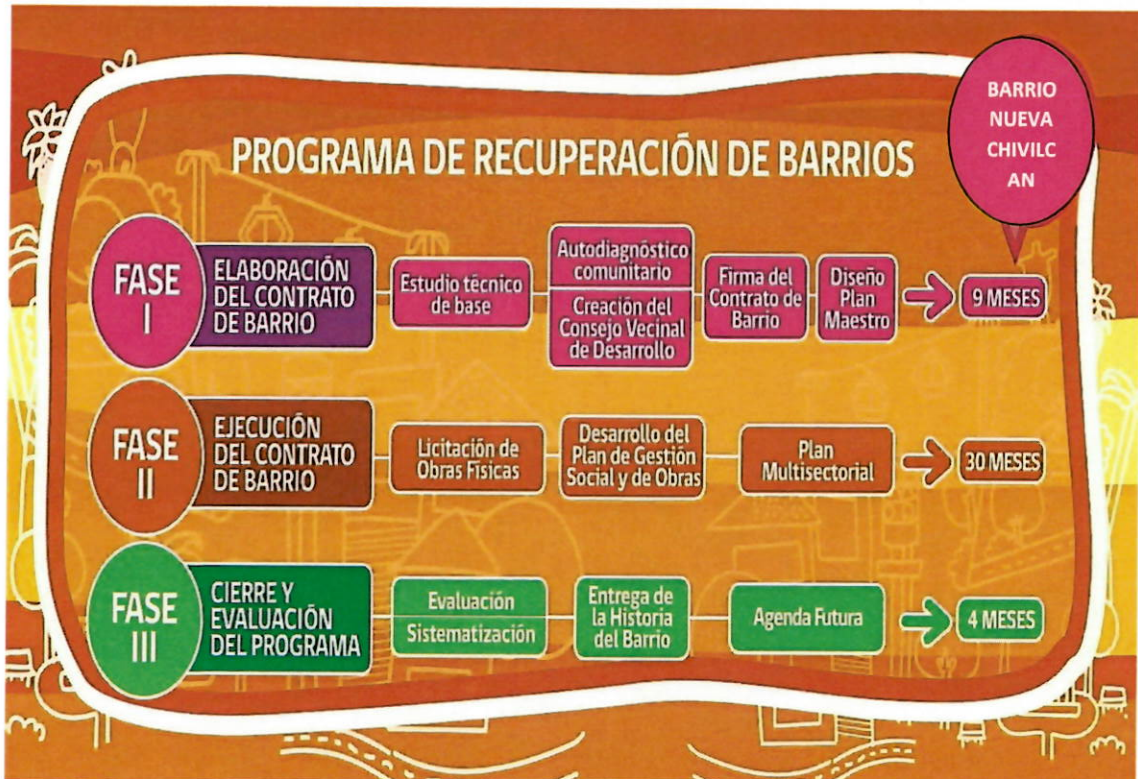 BARRIO
NUEVA
CHIVILC
AN
PROGRAMA DE RECUPERACIÓN DE BARRIOS
FASE
I
ELABORACIÓN
DEL CONTRATO
DE BARRIO
Estudio técnico
de base
Autodiagnóstico
comunitario
Creación del
Consejo Vecinal
de Desarrollo
Firma del
Contrato de
Barrio
Diseño
Plan
Maestro
9 MESES
FASE
II
EJECUCIÓN
DEL CONTRATO
DE BARRIO
Licitación de
Obras Físicas
Desarrollo del
Plan de Gestión
Social y de Obras
Plan
Multisectorial
30 MESES
FASE
III
CIERRE Y
EVALUACIÓN
DEL PROGRAMA
Evaluación
Sistematización
Entrega de
la Historia
del Barrio
Agenda Futura
4 MESES